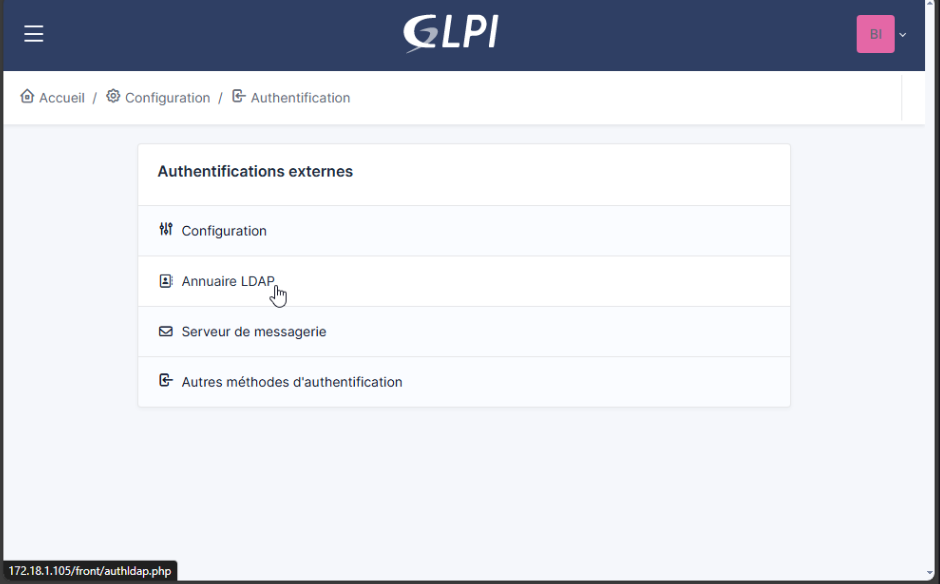 GLPI
BI
Accueil / Configuration / Authentification
Authentifications externes
Configuration
Annuaire LDAP
Serveur de messagerie
Autres méthodes d'authentification
172.18.1.105/front/authldap.php